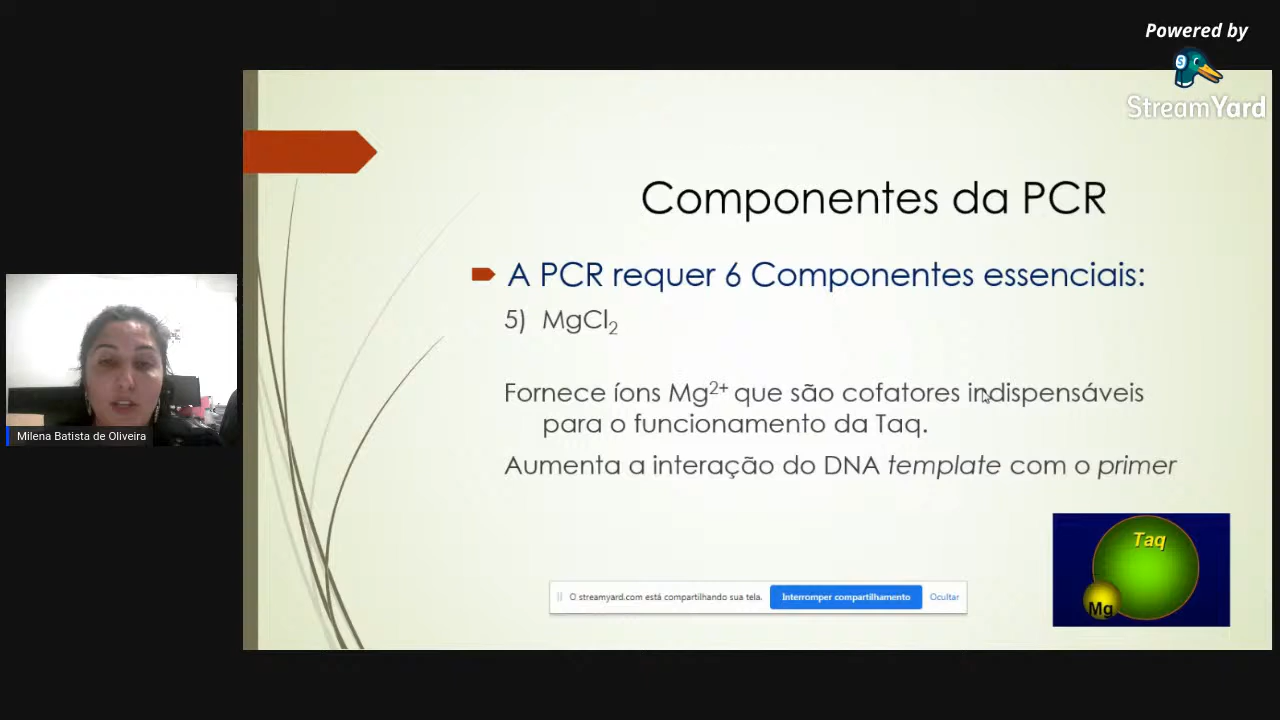 Powered by
StreamYard
Componentes da PCR
A PCR requer 6 Componentes essenciais:
5) MgCl₂
Fornece íons Mg²⁺ que são cofatores indispensáveis
para o funcionamento da Taq.
Aumenta a interação do DNA template com o primer
Taq
Mg
O streamyard.com está compartilhando sua tela.
Interromper compartilhamento
Ocultar
Milena Batista de Oliveira